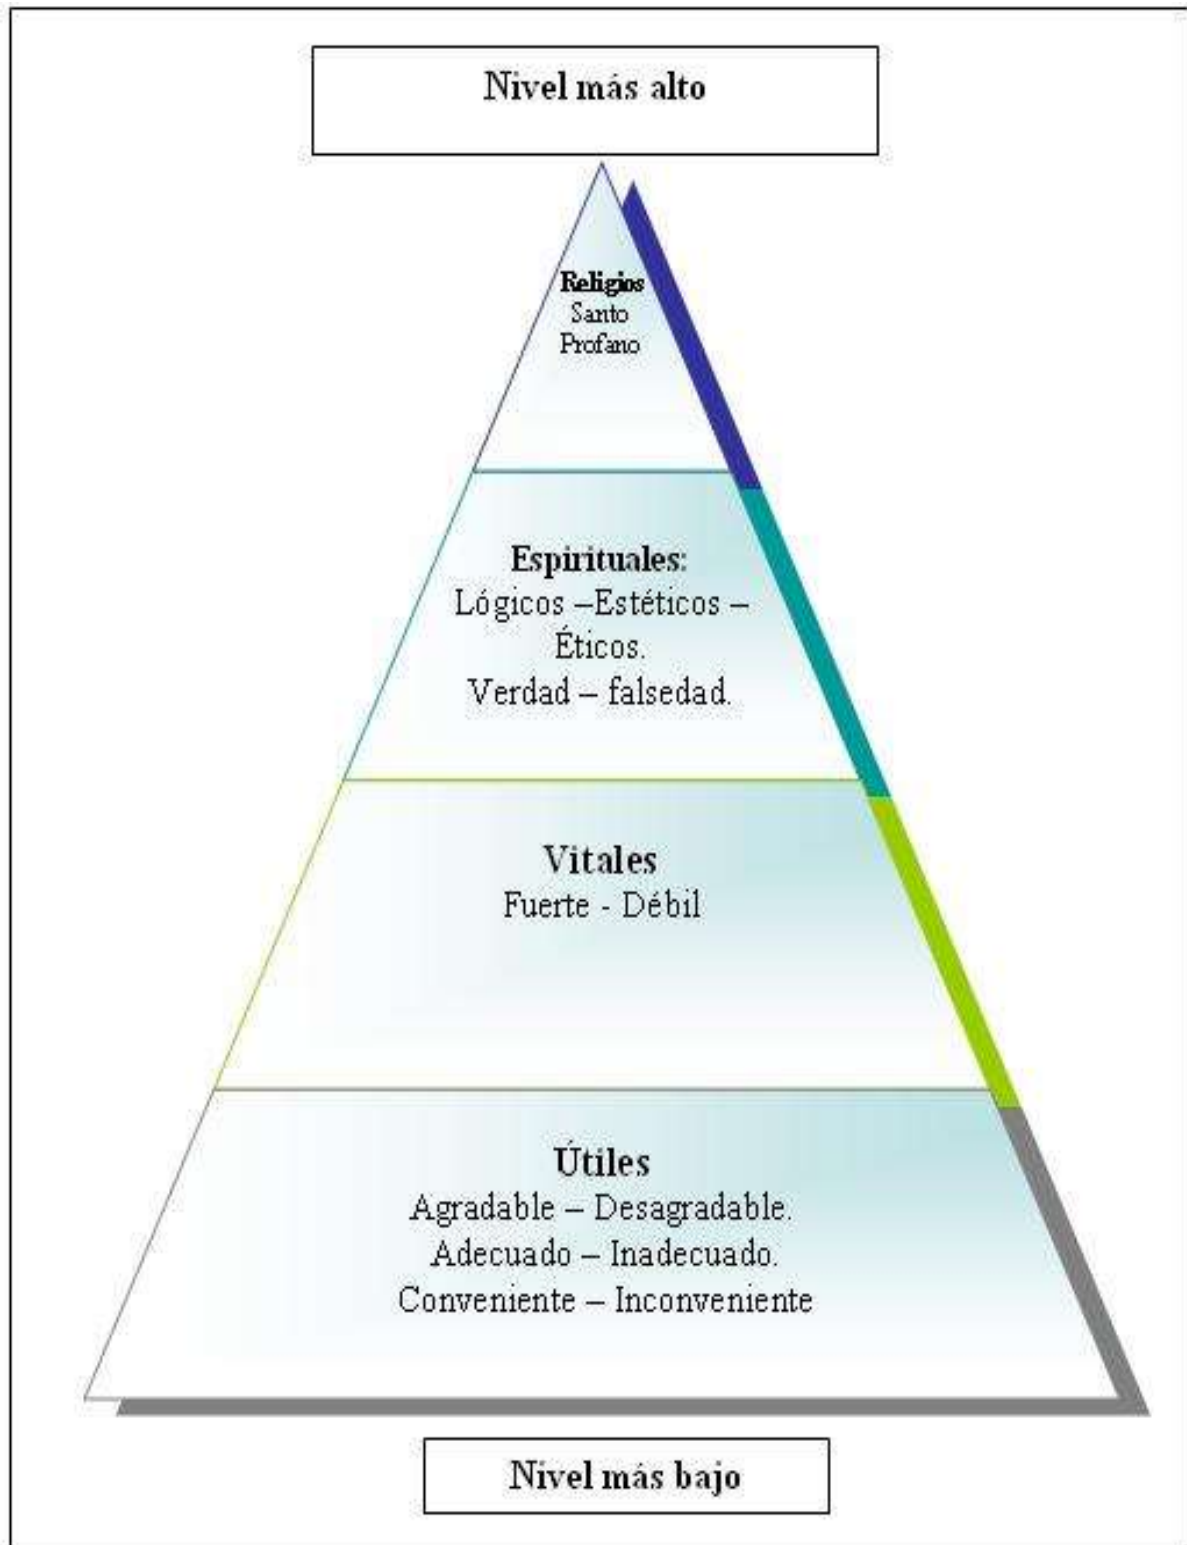 Nivel más alto
Religios
Santo
Profano
Espirituales:
Lógicos –Estéticos –
Éticos.
Verdad – falsedad.
Vitales
Fuerte - Débil
Útiles
Agradable – Desagradable.
Adecuado – Inadecuado.
Conveniente – Inconveniente
Nivel más bajo